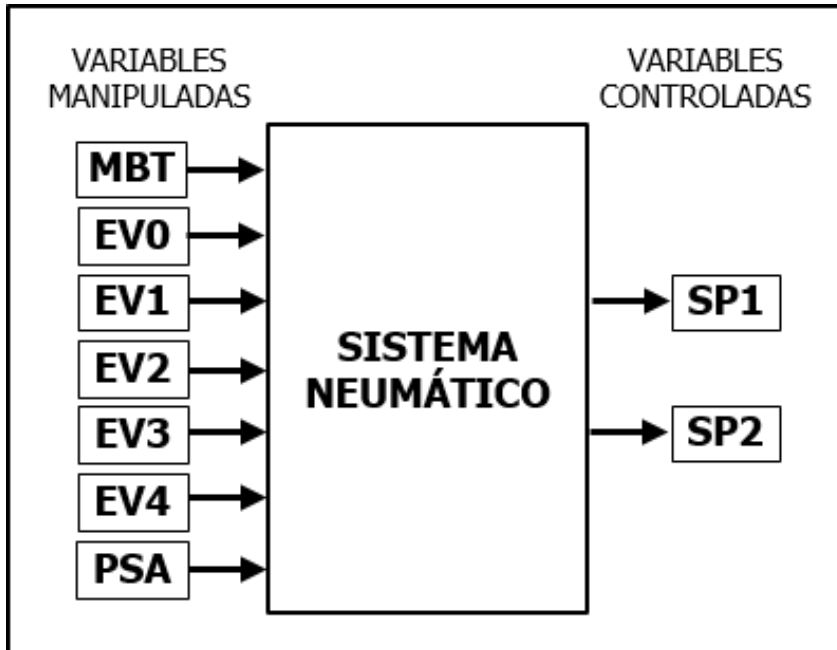 VARIABLES
MANIPULADAS
VARIABLES
CONTROLADAS
MBT
EV0
EV1
EV2
EV3
EV4
PSA
SISTEMA
NEUMÁTICO
SP1
SP2